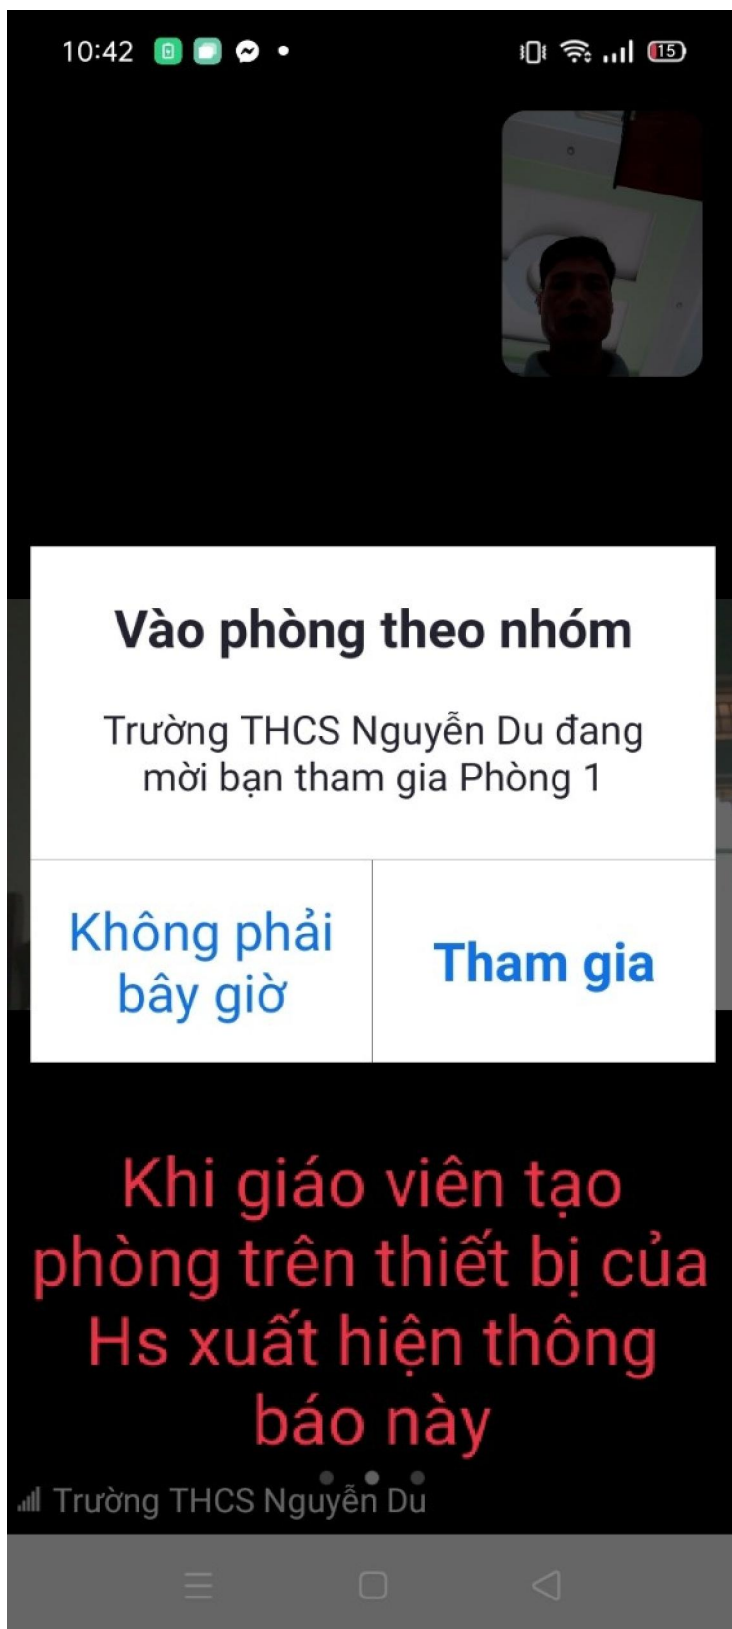 10:42
15
Vào phòng theo nhóm
Trường THCS Nguyễn Du đang
mời bạn tham gia Phòng 1
Không phải
bây giờ
Tham gia
Khi giáo viên tạo
phòng trên thiết bị của
Hs xuất hiện thông
báo này
Trường THCS Nguyễn Du